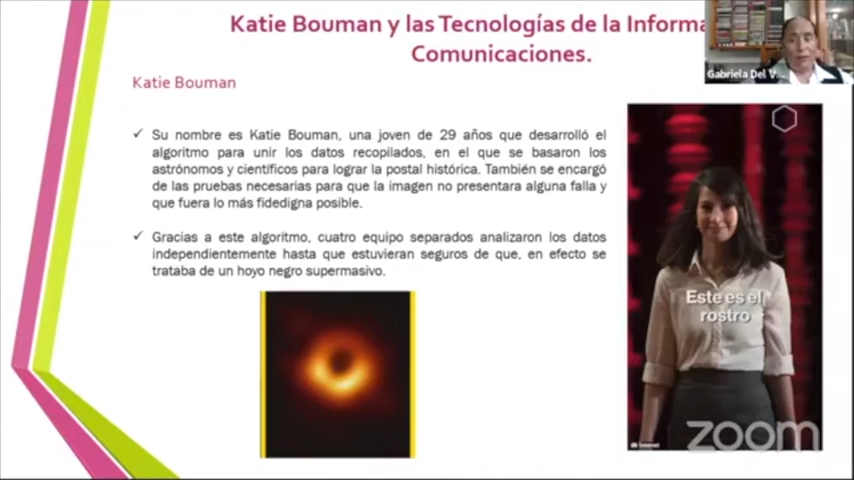 Katie Bouman y las Tecnologías de la Informa
Comunicaciones.
Gabriela Del V...
Katie Bouman
✓ Su nombre es Katie Bouman, una joven de 29 años que desarrolló el
algoritmo para unir los datos recopilados, en el que se basaron los
astrónomos y científicos para lograr la postal histórica. También se encargó
de las pruebas necesarias para que la imagen no presentara alguna falla y
que fuera lo más fidedigna posible.
✓ Gracias a este algoritmo, cuatro equipo separados analizaron los datos
independientemente hasta que estuvieran seguros de que, en efecto se
trataba de un hoyo negro supermasivo.
Este es el
rostro
zoom